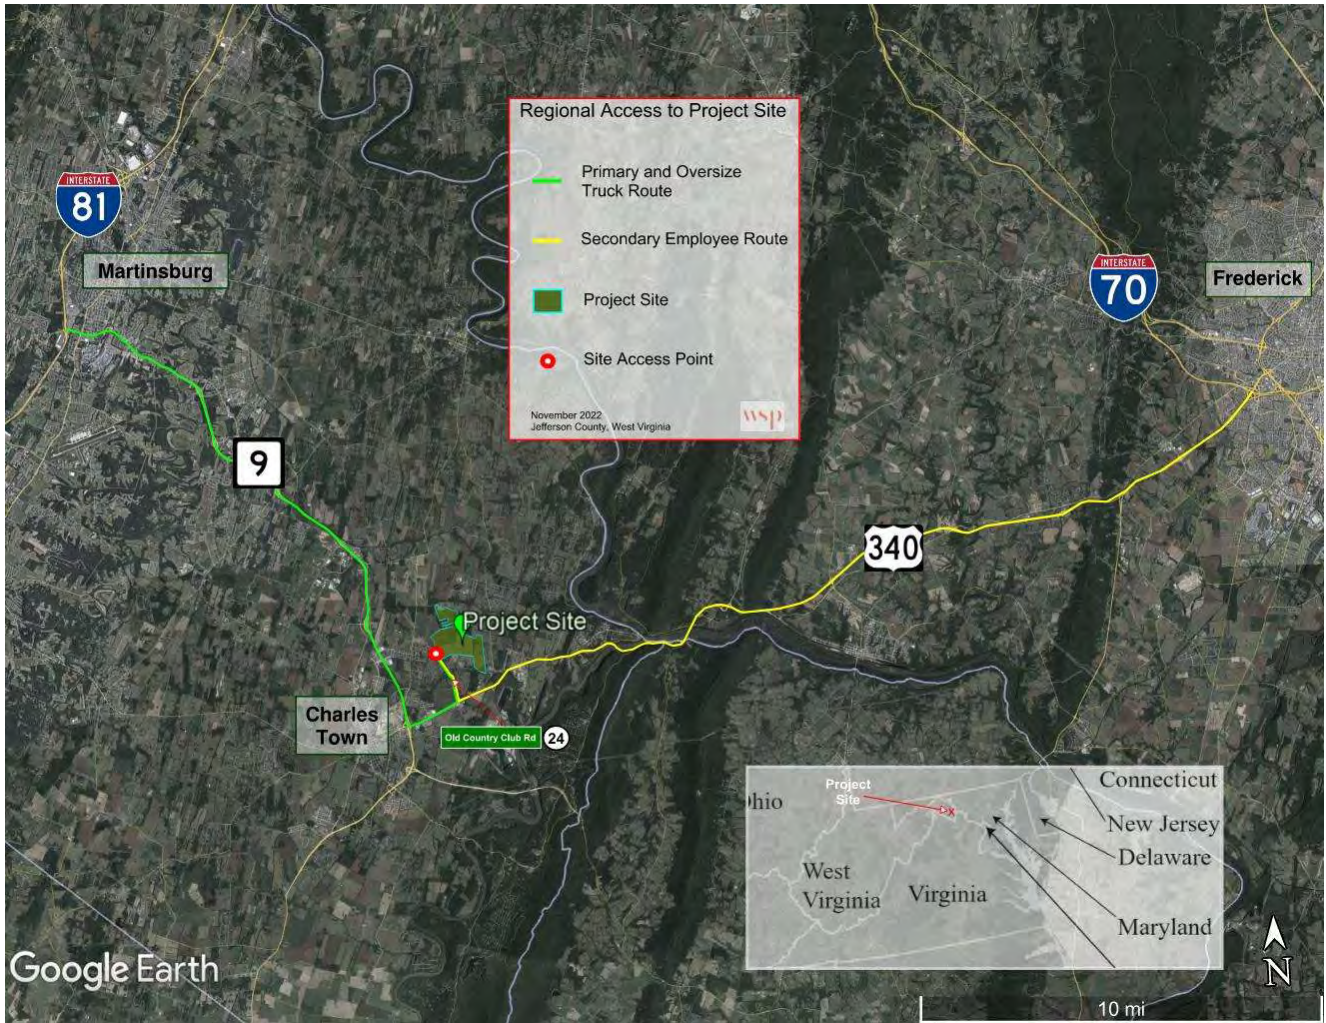 Regional Access to Project Site
Primary and Oversize
Truck Route
Secondary Employee Route
Project Site
Site Access Point
November 2022
Jefferson County, West Virginia
wsp
INTERSTATE
81
Martinsburg
INTERSTATE
70
Frederick
9
340
Project Site
Charles
Town
Old Country Club Rd
24
Project
Site
hio
West
Virginia
Virginia
Connecticut
New Jersey
Delaware
Maryland
Google Earth
N
10 mi